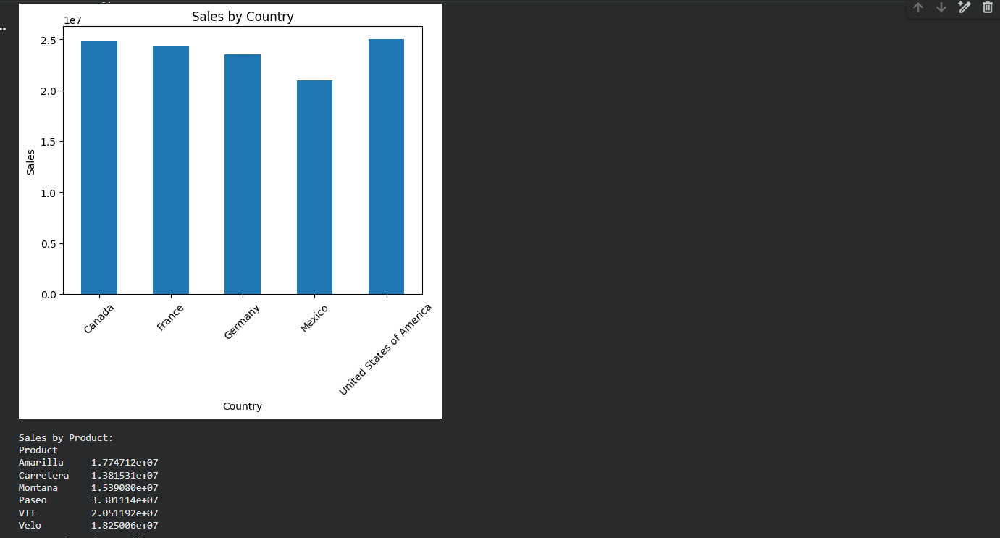 Sales by Country
1e7
2.5
2.0
1.5
1.0
0.5
0.0
Sales
Canada
France
Germany
Mexico
United States of America
Country
Sales by Product:
Product
Amarilla 1.774712e+07
Carretera 1.381531e+07
Montana 1.539080e+07
Paseo 3.301114e+07
VTT 2.051192e+07
Velo 1.825006e+07